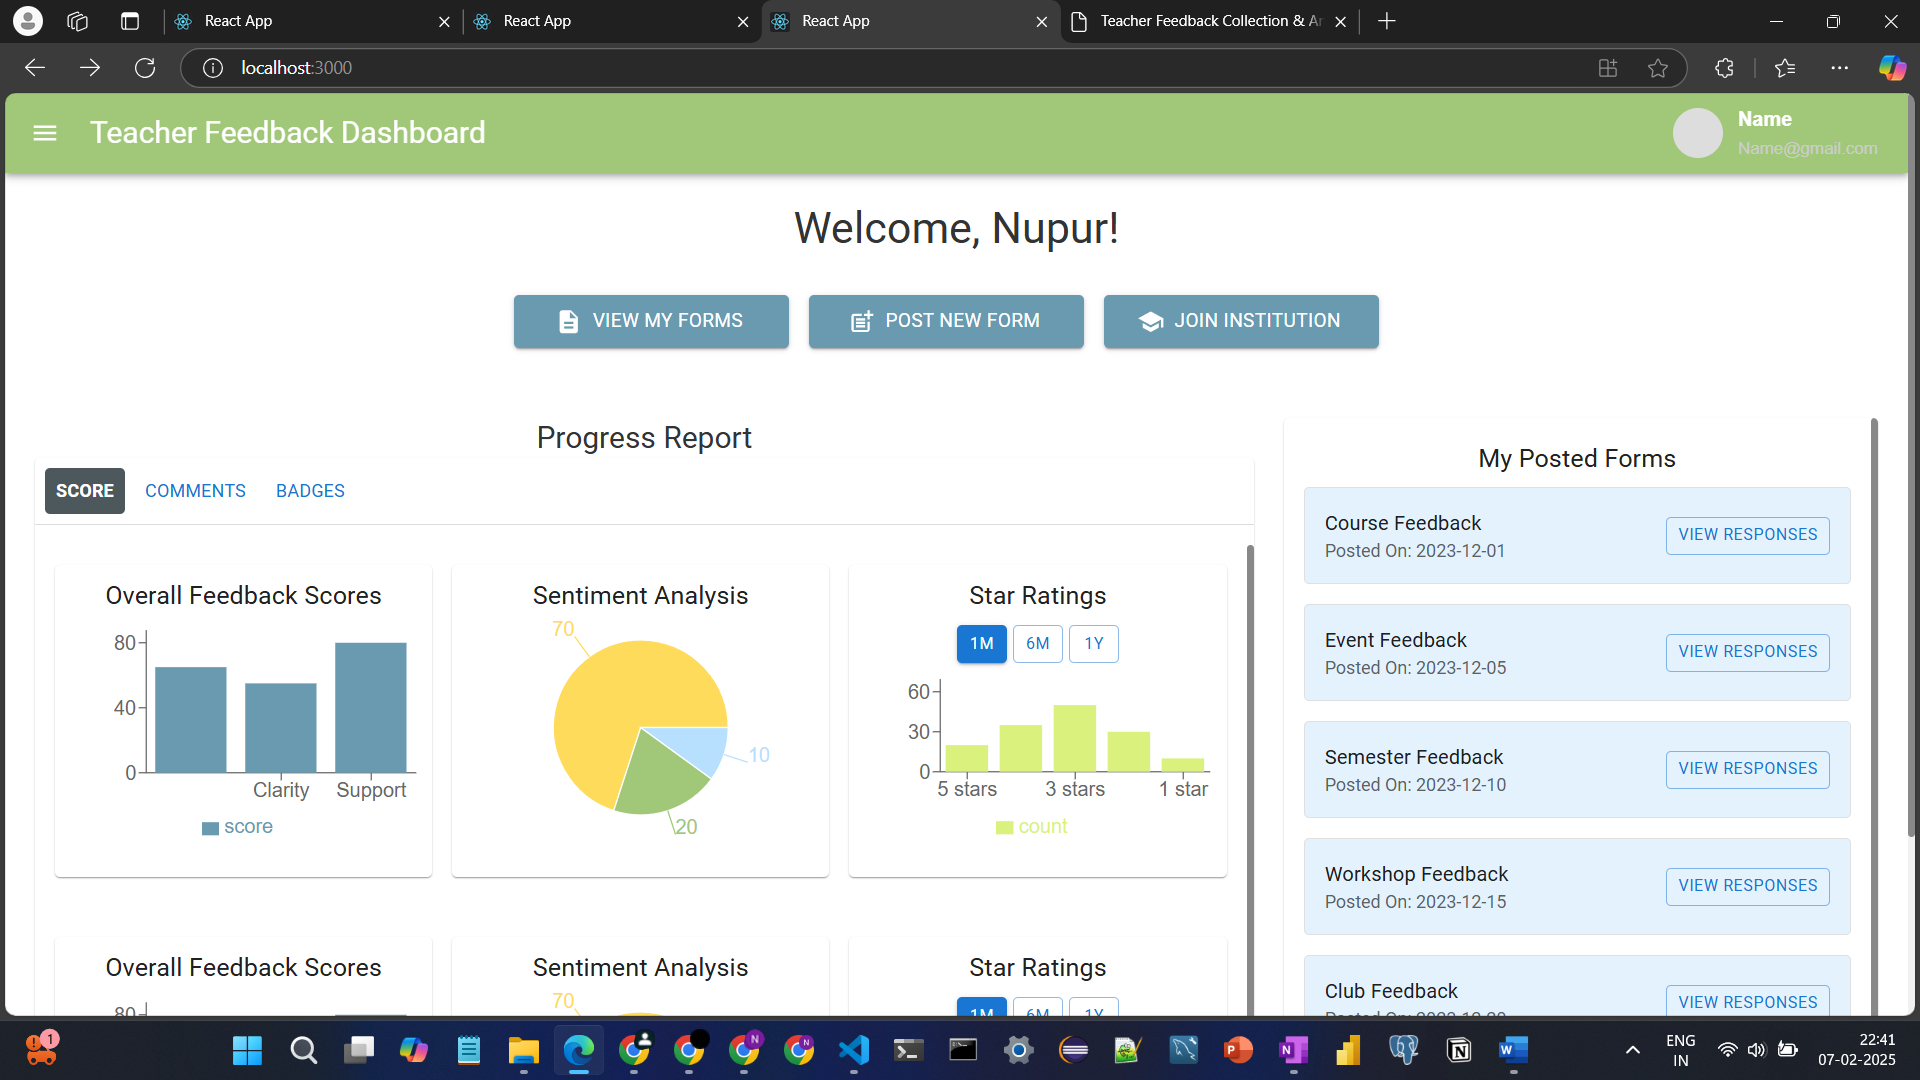 React App
React App
React App
Teacher Feedback Collection & Ar
localhost:3000
Teacher Feedback Dashboard
Name
Name@gmail.com
Welcome, Nupur!
VIEW MY FORMS
POST NEW FORM
JOIN INSTITUTION
Progress Report
SCORE
COMMENTS
BADGES
Overall Feedback Scores
80
40
0
Clarity
Support
score
Sentiment Analysis
70
10
20
Star Ratings
1M
6M
1Y
60
30
0
5 stars
3 stars
1 star
count
Overall Feedback Scores
80
Sentiment Analysis
70
Star Ratings
1M
6M
1Y
My Posted Forms
Course Feedback
Posted On: 2023-12-01
VIEW RESPONSES
Event Feedback
Posted On: 2023-12-05
VIEW RESPONSES
Semester Feedback
Posted On: 2023-12-10
VIEW RESPONSES
Workshop Feedback
Posted On: 2023-12-15
VIEW RESPONSES
Club Feedback
VIEW RESPONSES
1
ENG
IN
22:41
07-02-2025